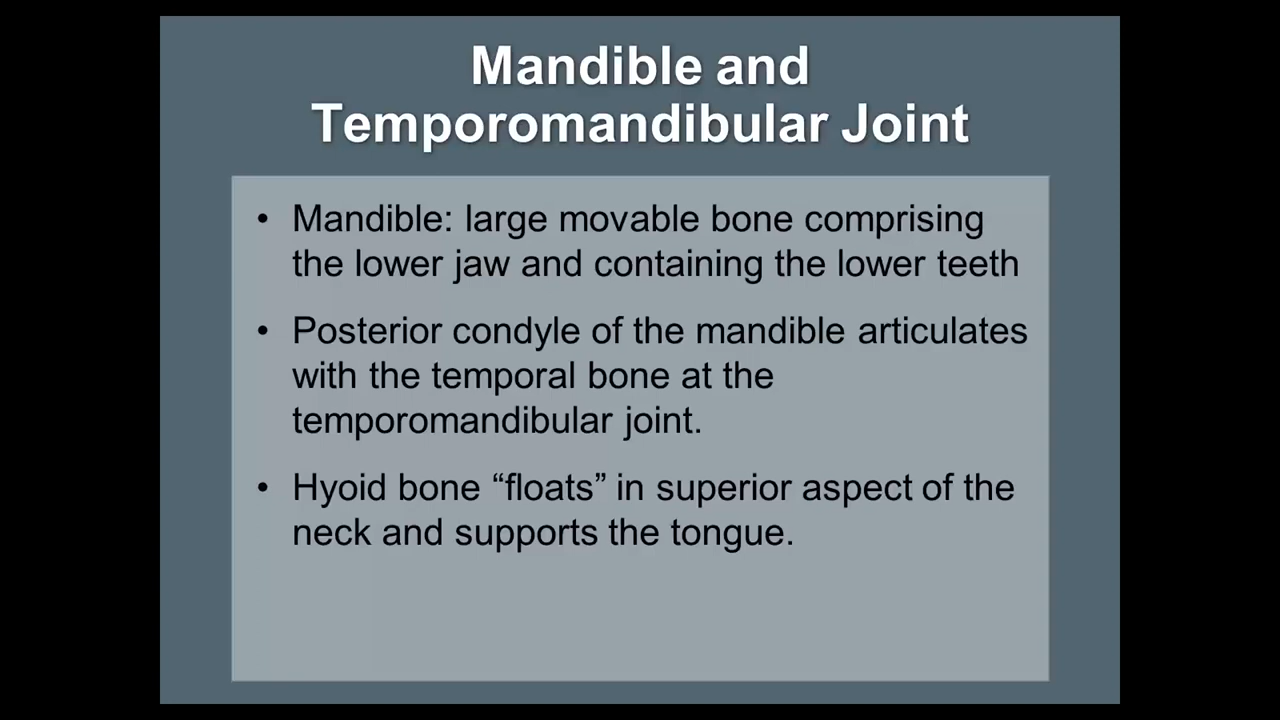 Mandible and
Temporomandibular Joint
• Mandible: large movable bone comprising
the lower jaw and containing the lower teeth
• Posterior condyle of the mandible articulates
with the temporal bone at the
temporomandibular joint.
• Hyoid bone “floats” in superior aspect of the
neck and supports the tongue.